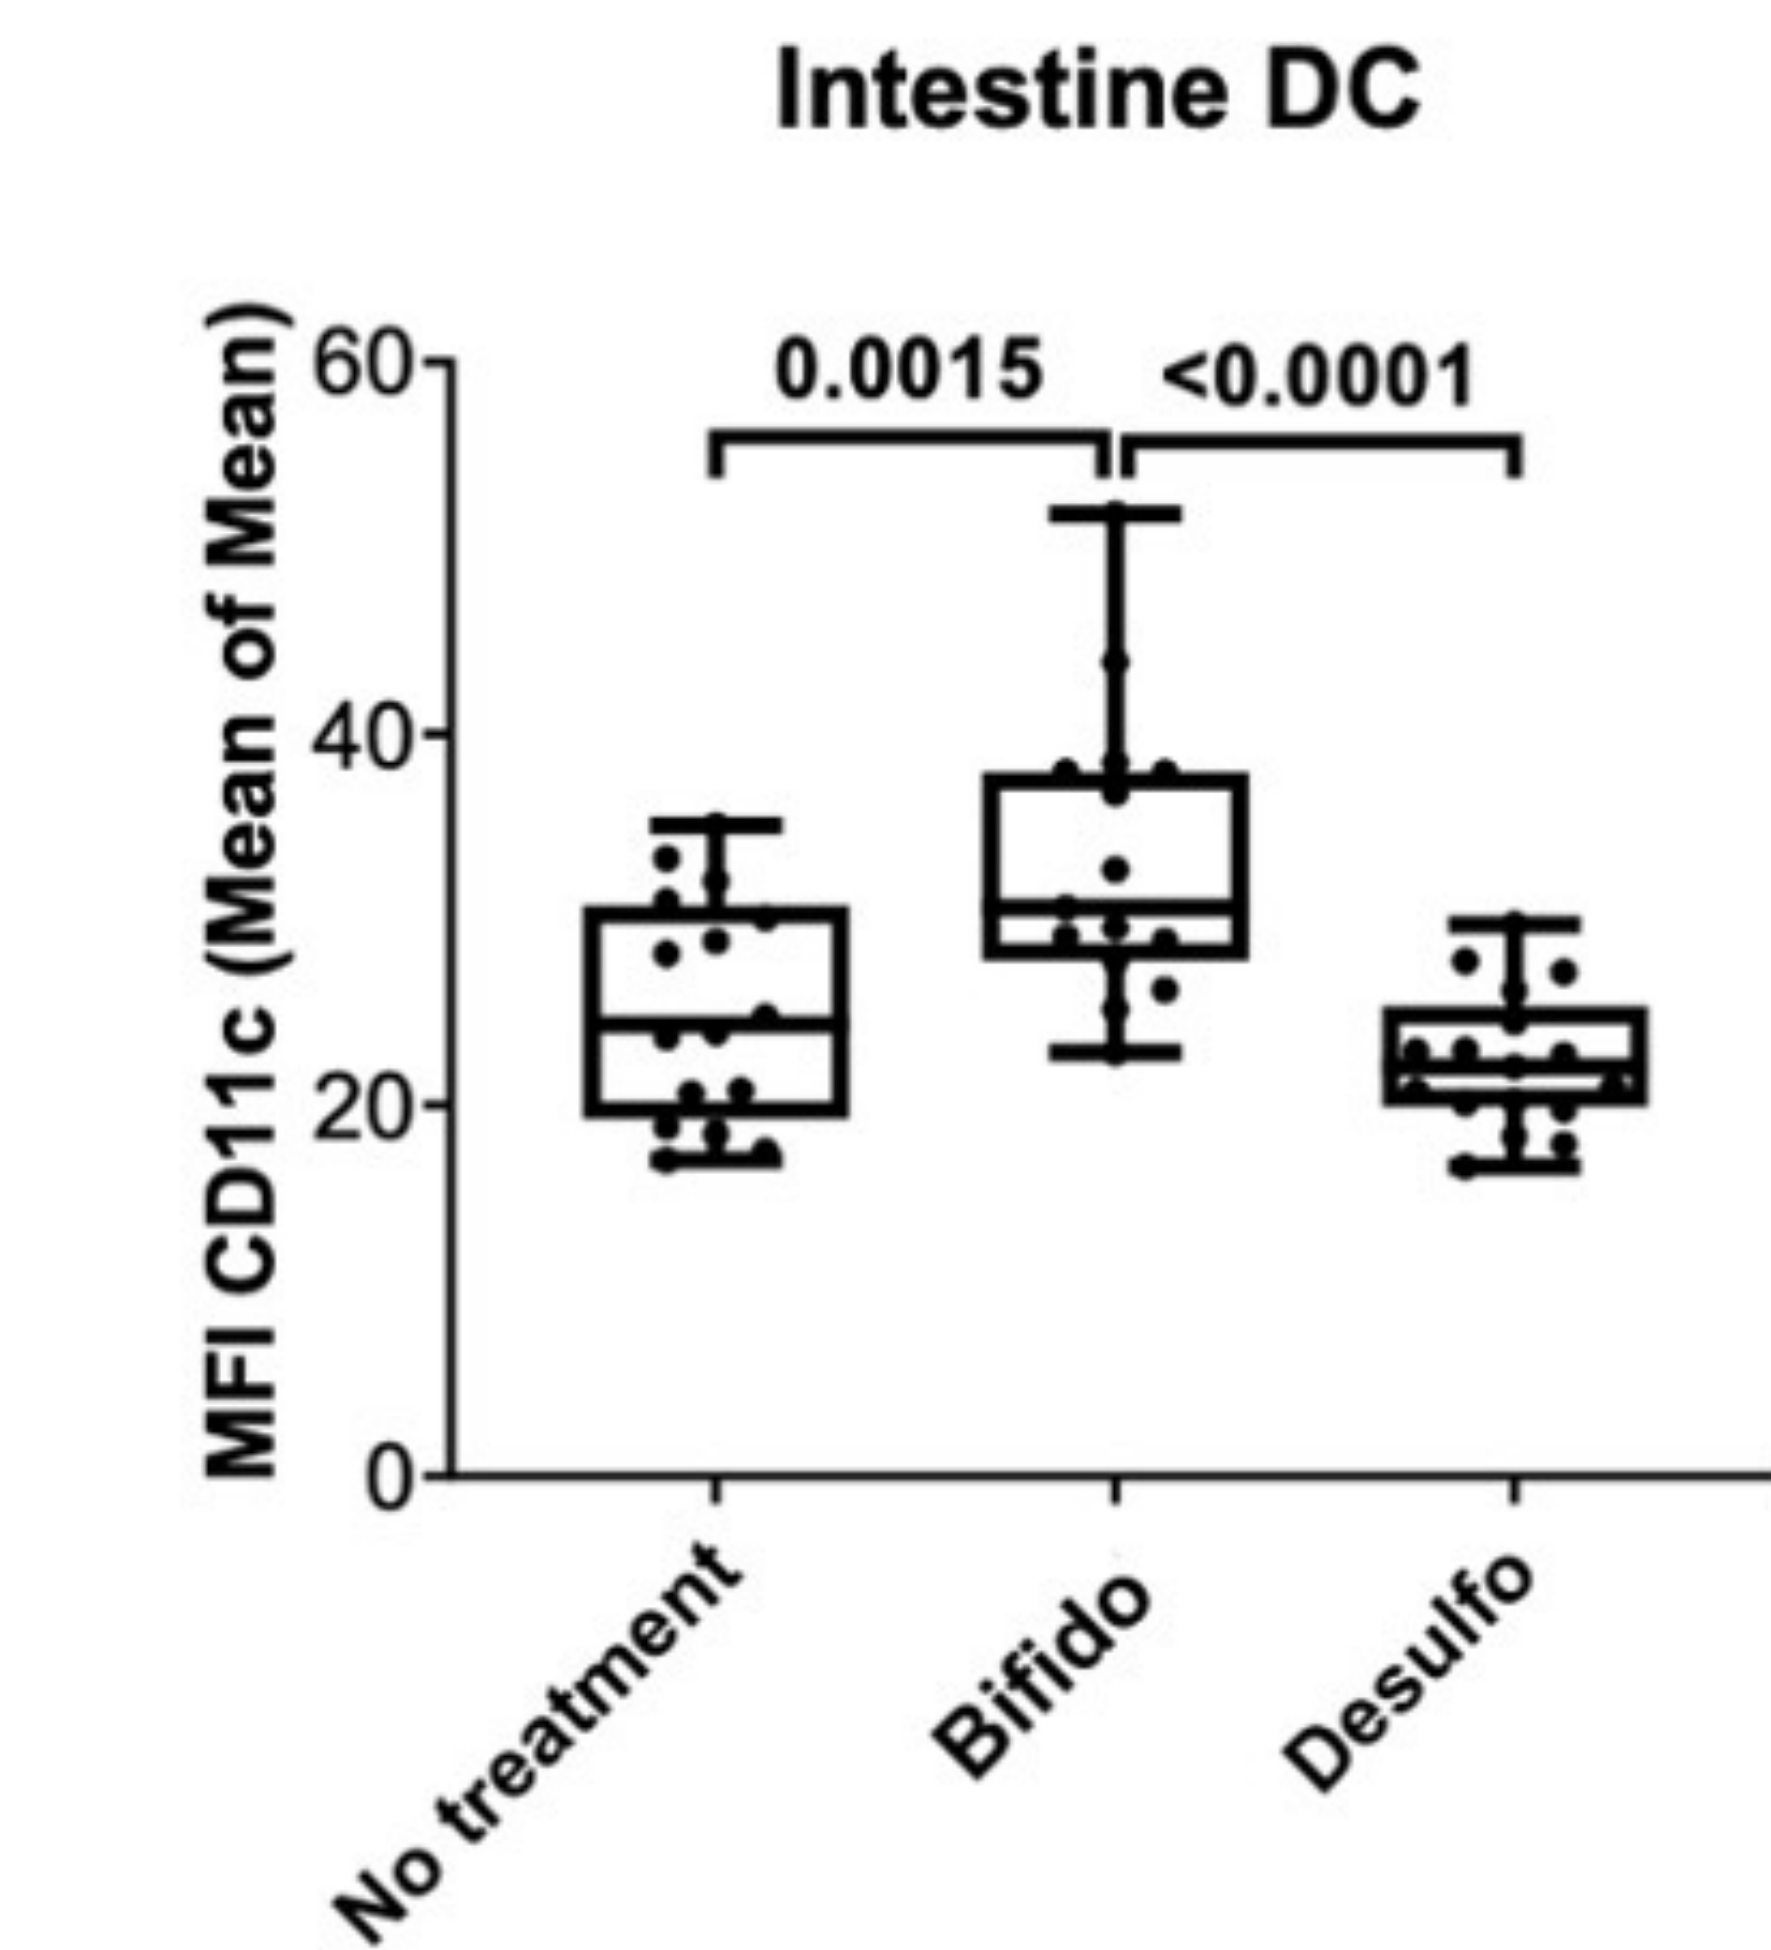 Intestine DC
MFI CD11c (Mean of Mean)
60
40
20
0
0.0015
<0.0001
No treatment
Bifido
Desulfo